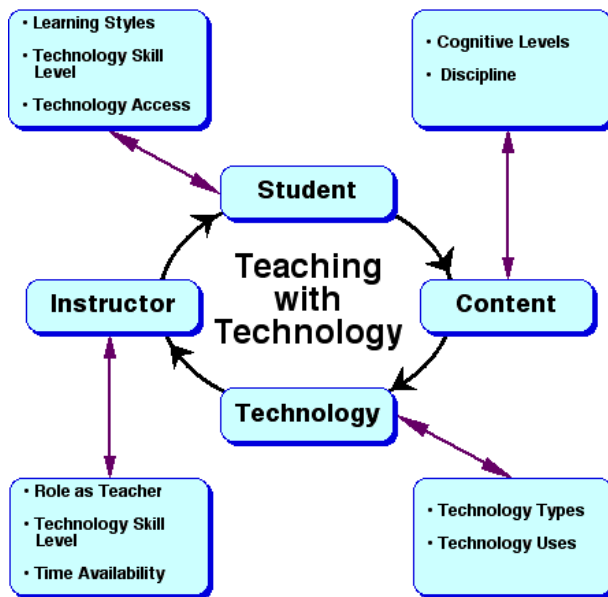 • Learning Styles
• Technology Skill
Level
• Technology Access
• Cognitive Levels
• Discipline
Student
Teaching
with
Technology
Instructor
Content
Technology
• Role as Teacher
• Technology Skill
Level
• Time Availability
• Technology Types
• Technology Uses